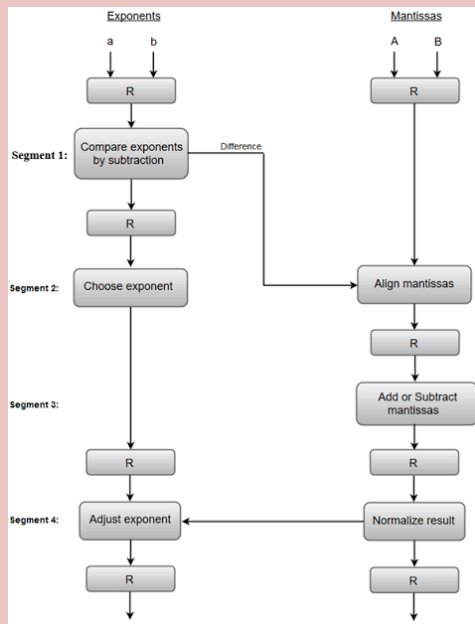 Exponents
Mantissas
a
b
A
B
R
R
Segment 1:
Compare exponents
by subtraction
Difference
R
Segment 2:
Choose exponent
Align mantissas
R
Segment 3:
Add or Subtract
mantissas
R
R
Segment 4:
Adjust exponent
Normalize result
R
R